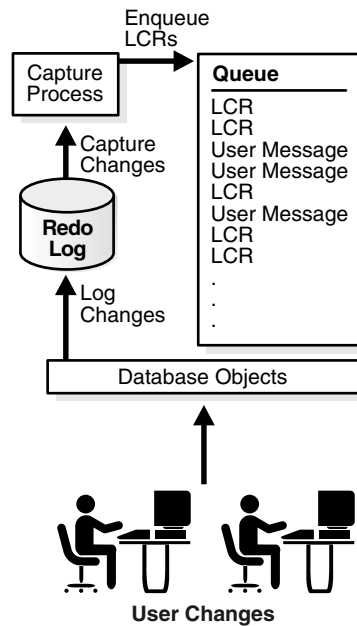 Enqueue
LCRs
Capture
Process
Queue
LCR
LCR
User Message
User Message
LCR
User Message
LCR
LCR
.
.
.
Capture
Changes
Redo
Log
Log
Changes
Database Objects
User Changes